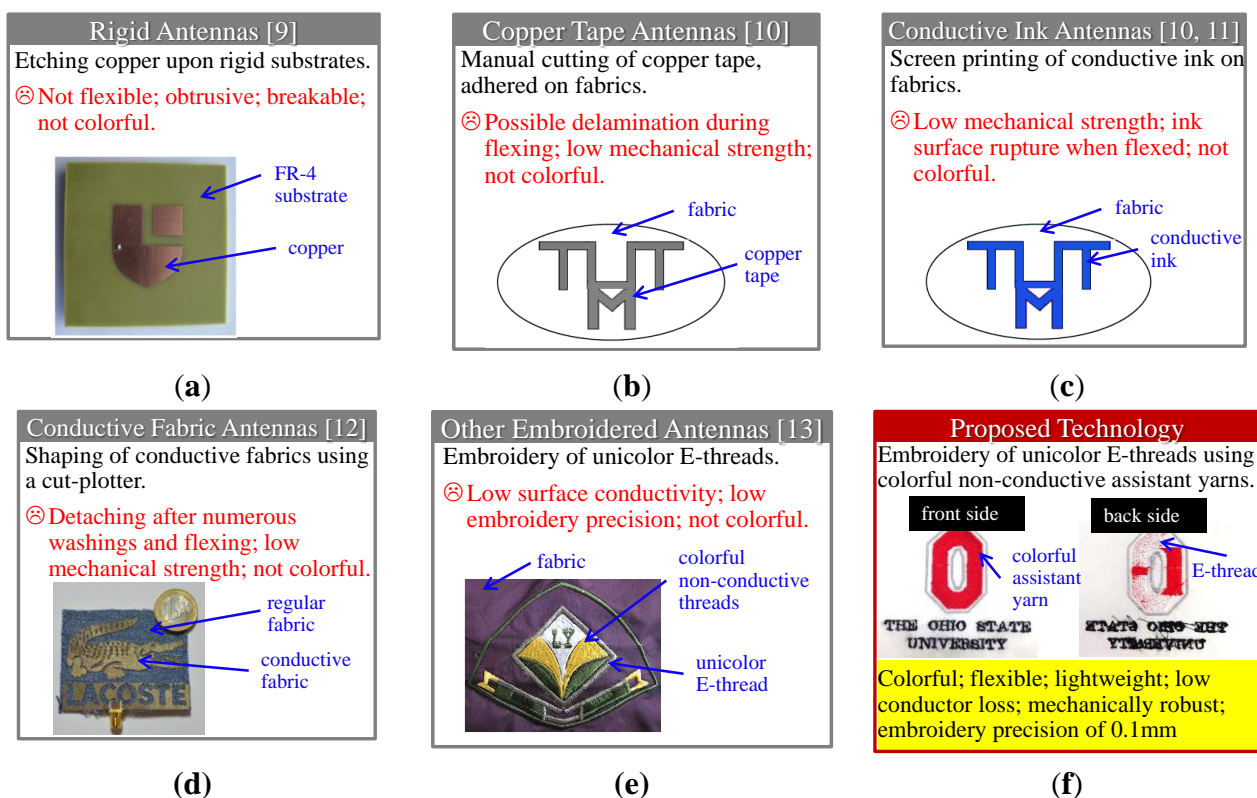 Rigid Antennas [9]
Etching copper upon rigid substrates.
☹Not flexible; obtrusive; breakable;
not colorful.
FR-4
substrate
copper
(a)
Copper Tape Antennas [10]
Manual cutting of copper tape,
adhered on fabrics.
☹Possible delamination during
flexing; low mechanical strength;
not colorful.
fabric
copper
tape
(b)
Conductive Ink Antennas [10, 11]
Screen printing of conductive ink on
fabrics.
☹Low mechanical strength; ink
surface rupture when flexed; not
colorful.
fabric
conductive
ink
(c)
Conductive Fabric Antennas [12]
Shaping of conductive fabrics using
a cut-plotter.
☹Detaching after numerous
washings and flexing; low
mechanical strength; not colorful.
regular
fabric
conductive
fabric
LACOSTE
(d)
Other Embroidered Antennas [13]
Embroidery of unicolor E-threads.
☹Low surface conductivity; low
embroidery precision; not colorful.
fabric
colorful
non-conductive
threads
unicolor
E-thread
(e)
Proposed Technology
Embroidery of unicolor E-threads using
colorful non-conductive assistant yarns.
front side
back side
colorful
assistant
yarn
E-thread
THE OHIO STATE
UNIVERSITY
Colorful; flexible; lightweight; low
conductor loss; mechanically robust;
embroidery precision of 0.1mm
(f)